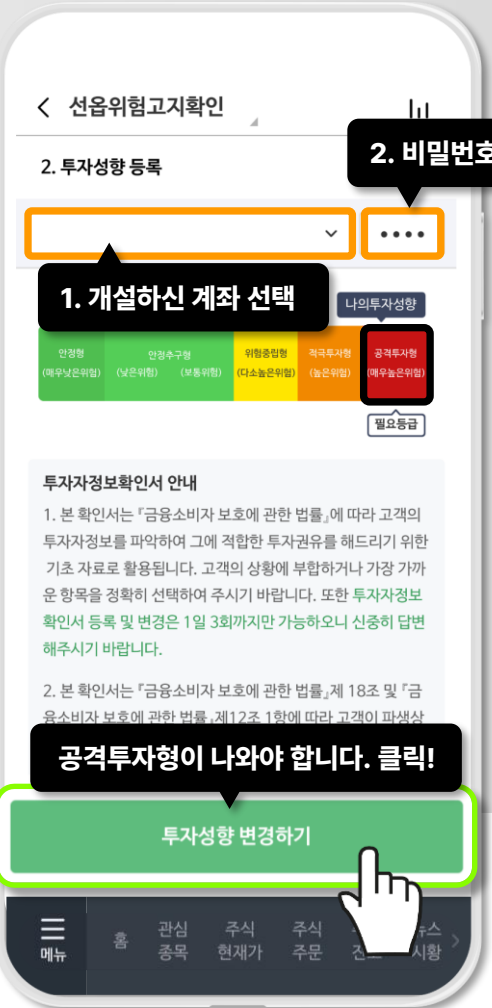 선옵위험고지확인
2. 투자성향 등록
2. 비밀번호
1. 개설하신 계좌 선택
나의투자성향
안정형
(매우낮은위험)
안정추구형
(낮은위험) (보통위험)
위험중립형
(다소높은위험)
적극투자형
(높은위험)
공격투자형
(매우높은위험)
필요등급
투자자정보확인서 안내
1. 본 확인서는 『금융소비자 보호에 관한 법률』에 따라 고객의
투자자정보를 파악하여 그에 적합한 투자권유를 해드리기 위한
기초 자료로 활용됩니다. 고객의 상황에 부합하거나 가장 가까
운 항목을 정확히 선택하여 주시기 바랍니다. 또한 투자자정보
확인서 등록 및 변경은 1일 3회까지만 가능하오니 신중히 답변
해주시기 바랍니다.
2. 본 확인서는 『금융소비자 보호에 관한 법률』제 18조 및 『금
융소비자 보호에 관한 법률』제12조 1항에 따라 고객이 파생상
공격투자형이 나와야 합니다. 클릭!
투자성향 변경하기
메뉴
홈
관심
종목
주식
현재가
주식
주문
시황